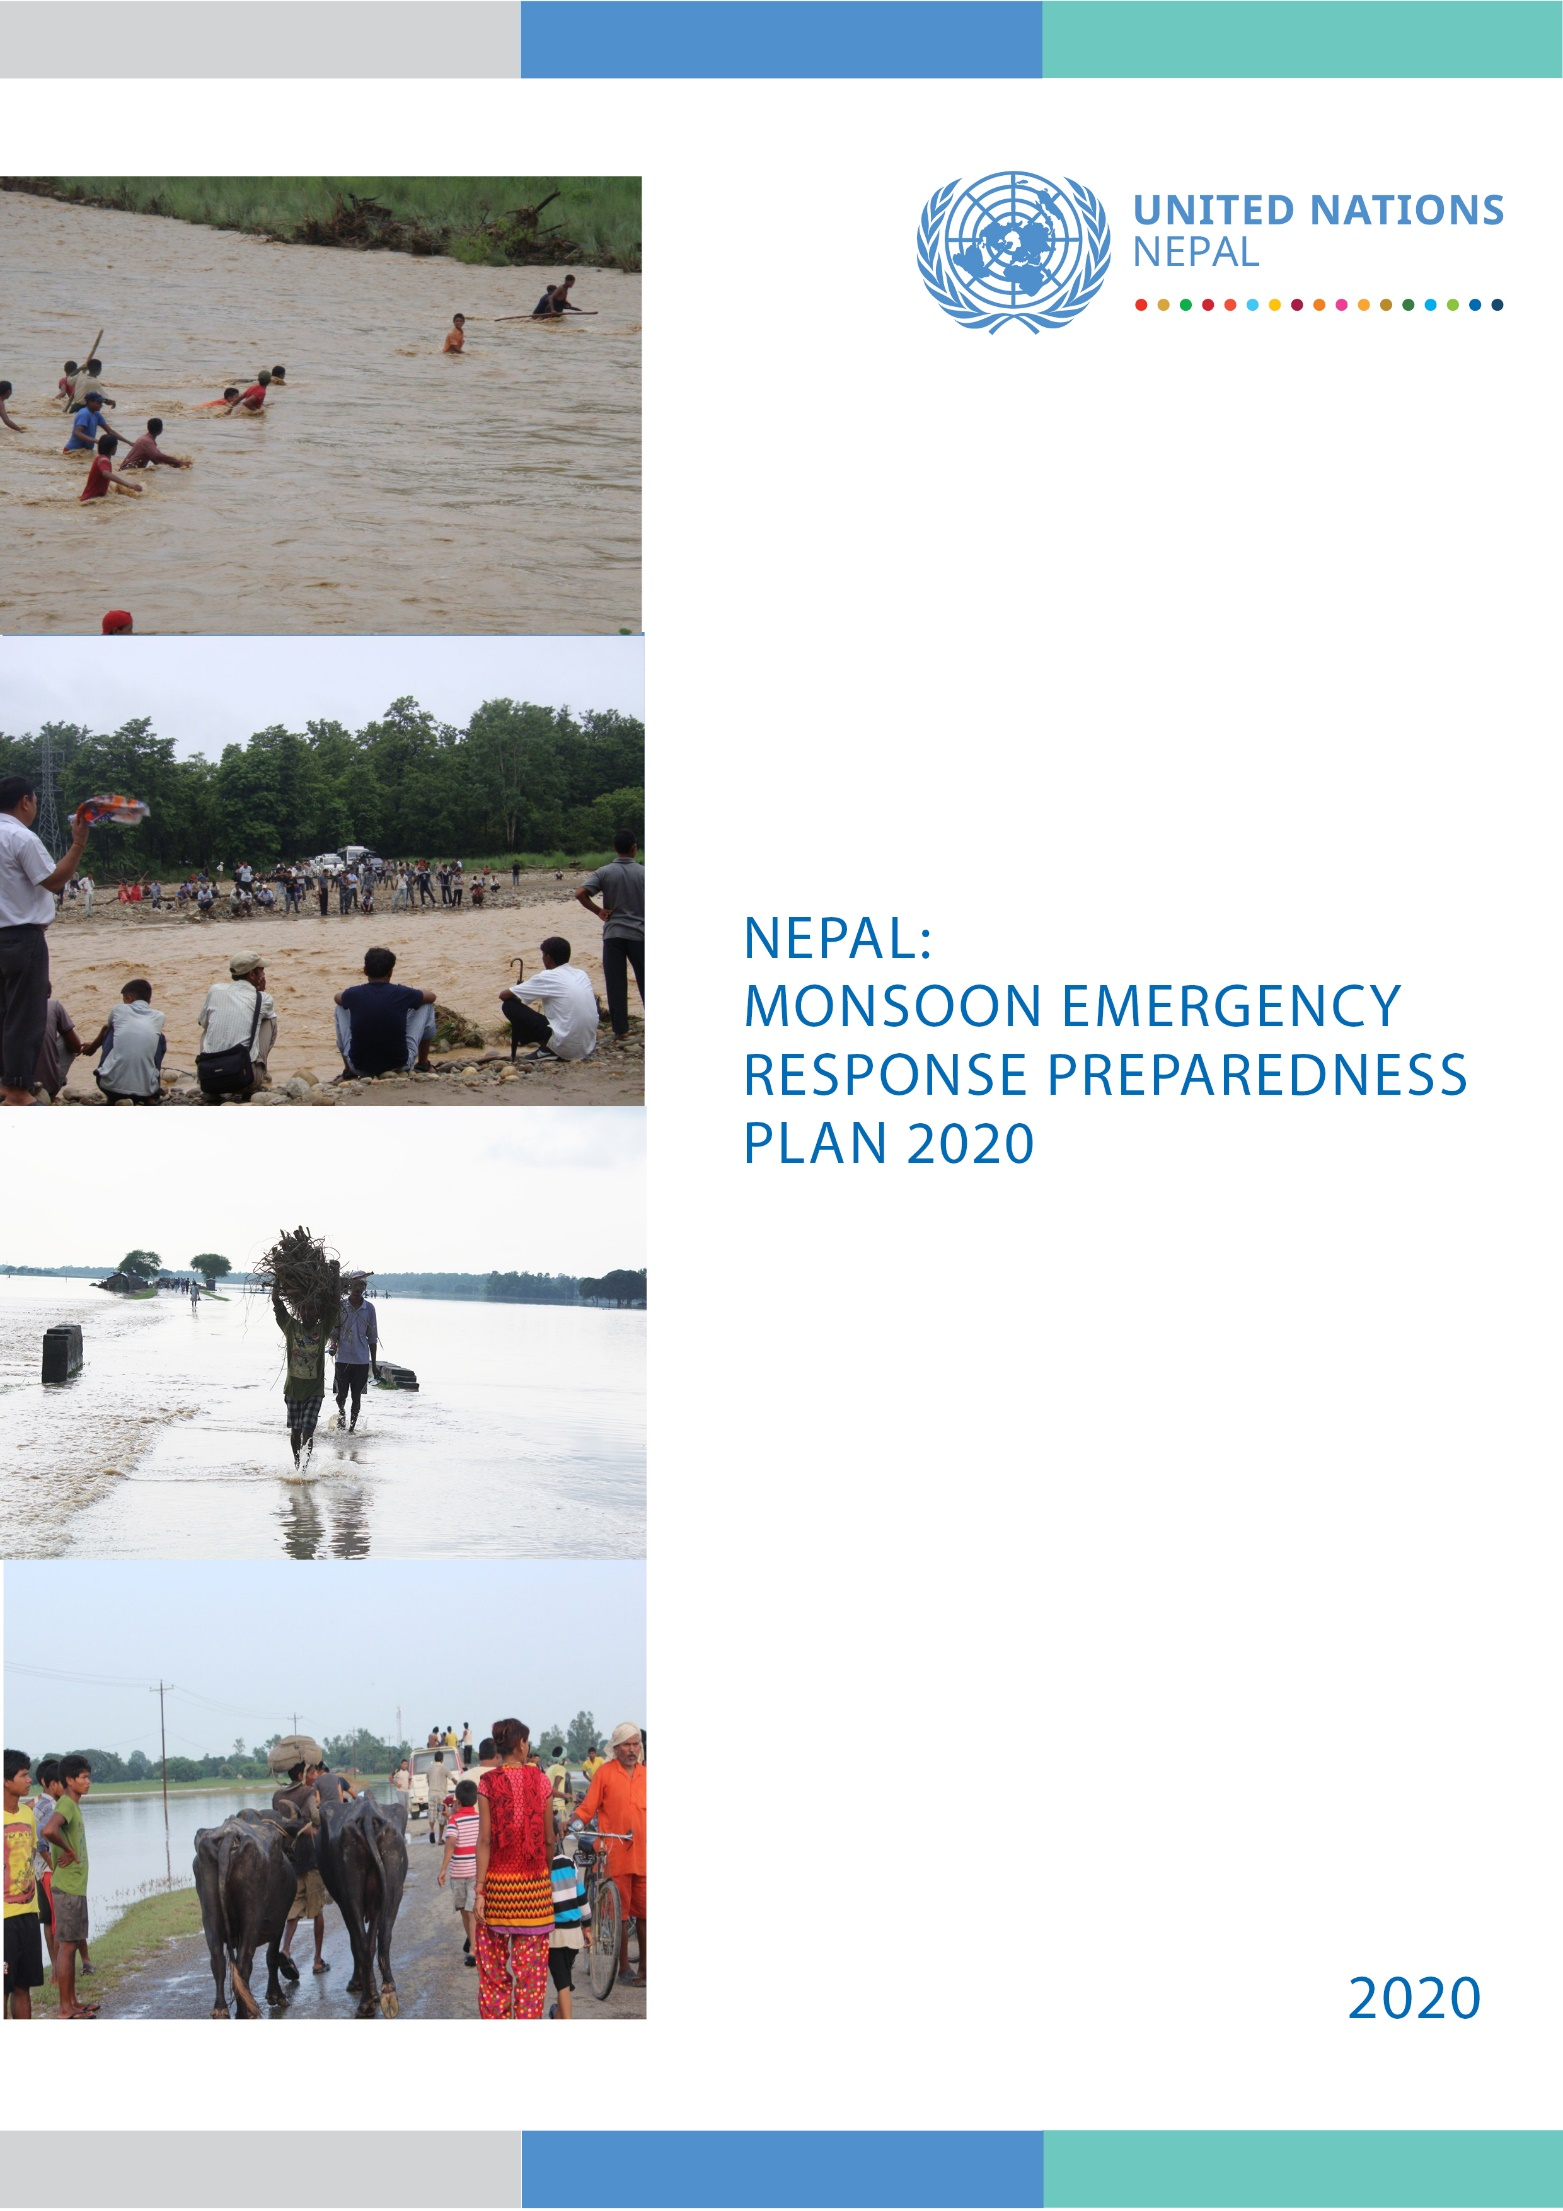 UNITED NATIONS
NEPAL
NEPAL:
MONSOON EMERGENCY
RESPONSE PREPAREDNESS
PLAN 2020
2020